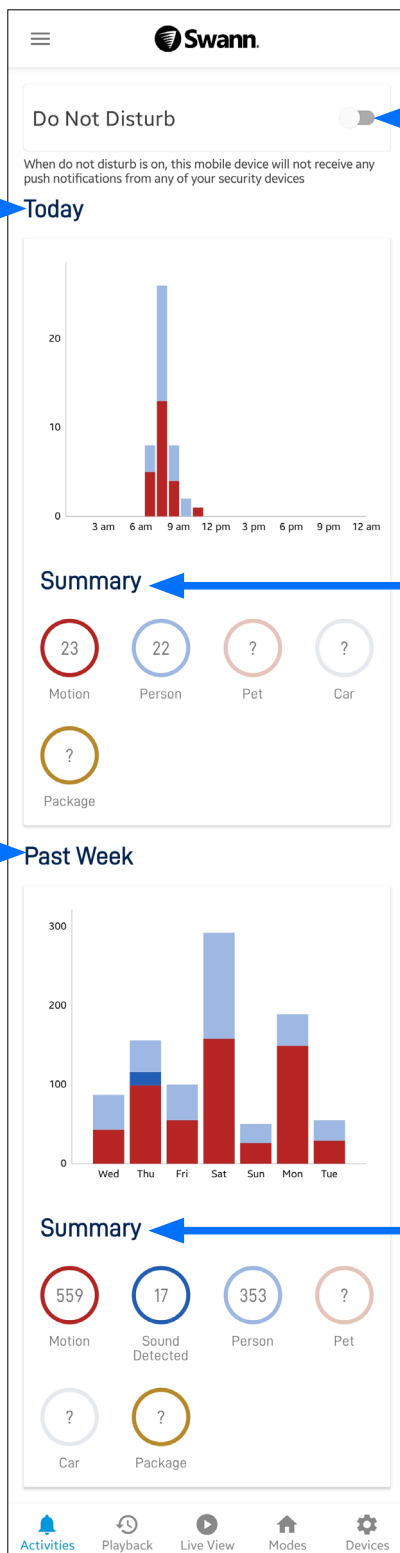 Swann.
Do Not Disturb
When do not disturb is on, this mobile device will not receive any
push notifications from any of your security devices
Today
20
10
0
3 am 6 am 9 am 12 pm 3 pm 6 pm 9 pm 12 am
Summary
23 22 ? ?
Motion Person Pet Car
?
Package
Past Week
300
200
100
0
Wed Thu Fri Sat Sun Mon Tue
Summary
559 17 353 ?
Motion Sound Person Pet
Detected
? ?
Car Package
Activities Playback Live View Modes Devices